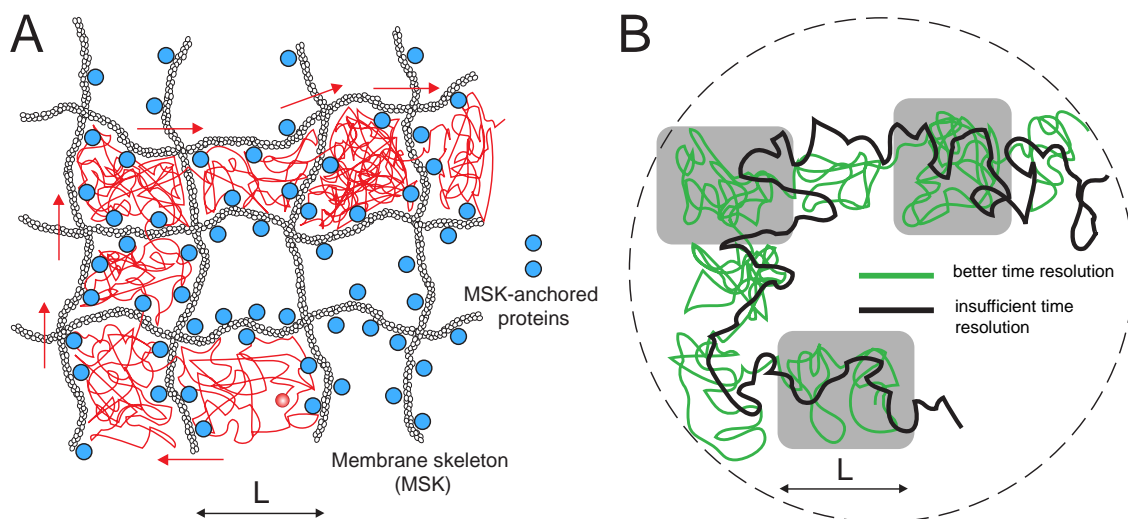 A
MSK-anchored
proteins
Membrane skeleton
(MSK)
L
B
better time resolution
insufficient time
resolution
L